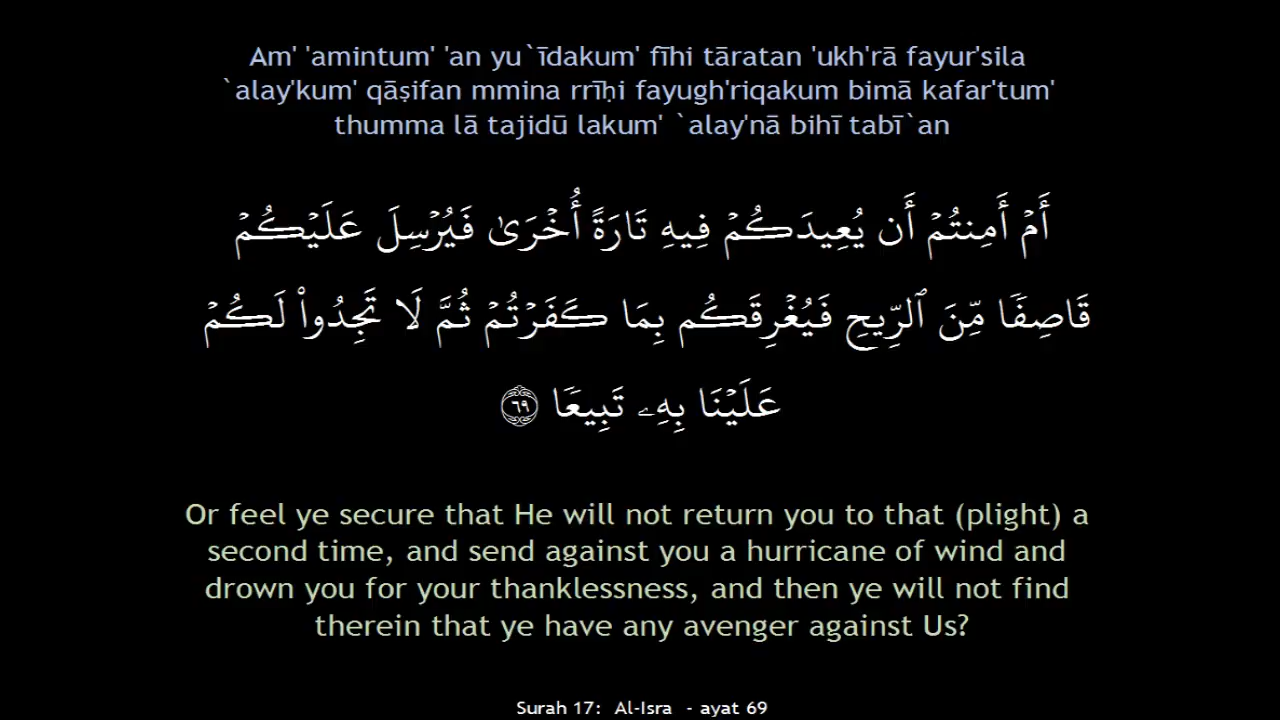 Am' 'amintum' 'an yu`īdakum' fīhi tāratan 'ukh'rā fayur'sila
`alay'kum' qāṣifan mmina rrīḥi fayugh'riqakum bimā kafar'tum'
thumma lā tajidū lakum' `alay'nā bihī tabī`an
أَمۡ أَمِنتُمۡ أَن يُعِيدَكُمۡ فِيهِ تَارَةً أُخۡرَىٰ فَيُرۡسِلَ عَلَيۡكُمۡ
قَاصِفٗا مِّنَ ٱلرِّيحِ فَيُغۡرِقَكُم بِمَا كَفَرۡتُمۡ ثُمَّ لَا تَجِدُواْ لَكُمۡ
عَلَيۡنَا بِهِۦ تَبِيعٗا ٦٩
Or feel ye secure that He will not return you to that (plight) a
second time, and send against you a hurricane of wind and
drown you for your thanklessness, and then ye will not find
therein that ye have any avenger against Us?
Surah 17: Al-Isra - ayat 69